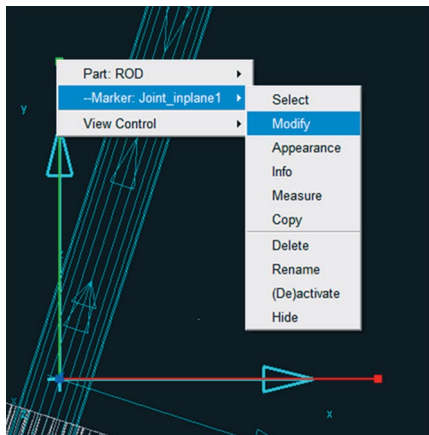 Part: ROD
--Marker: Joint_inplane1
View Control
Select
Modify
Appearance
Info
Measure
Copy
Delete
Rename
(De)activate
Hide
y
x